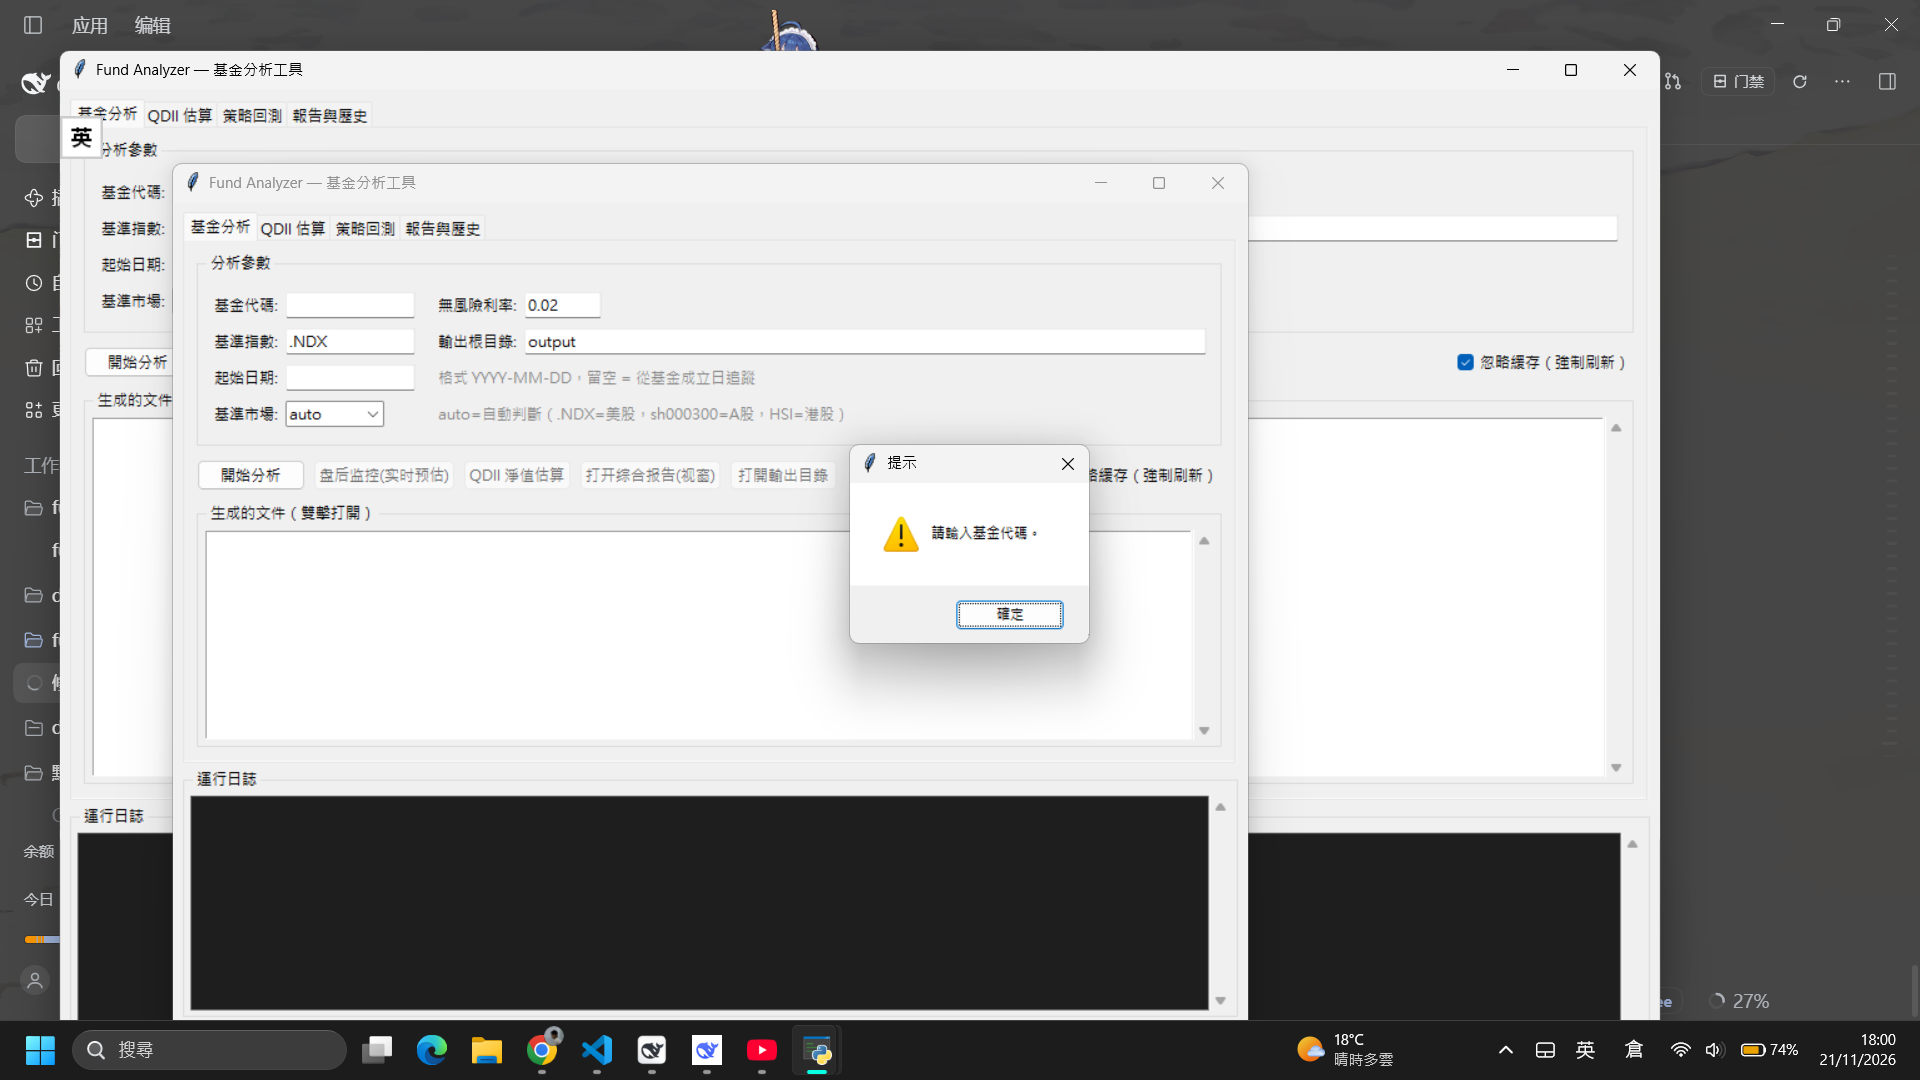 应用 编辑
Fund Analyzer — 基金分析工具
门禁
基金分析 QDII 估算 策略回測 報告與歷史
英
分析參數
基金代碼:
基準指數:
起始日期:
基準市場:
開始分析
忽略緩存 ( 強制刷新 )
生成的文件
運行日誌
Fund Analyzer — 基金分析工具
基金分析 QDII 估算 策略回測 報告與歷史
分析參數
基金代碼: 無風險利率: 0.02
基準指數: .NDX 輸出根目錄: output
起始日期: 格式 YYYY-MM-DD，留空 = 從基金成立日追蹤
基準市場: auto auto=自動判斷 ( .NDX=美股，sh000300=A股，HSI=港股 )
開始分析 盘后监控(实时预估) QDII 淨值估算 打开综合报告(视窗) 打開輸出目錄 緩存 ( 強制刷新 )
生成的文件 ( 雙擊打開 )
提示
請輸入基金代碼。
確定
運行日誌
工作
余额
今日
27%
搜尋
18°C
晴時多雲
英 倉 74%
18:00
21/11/2026